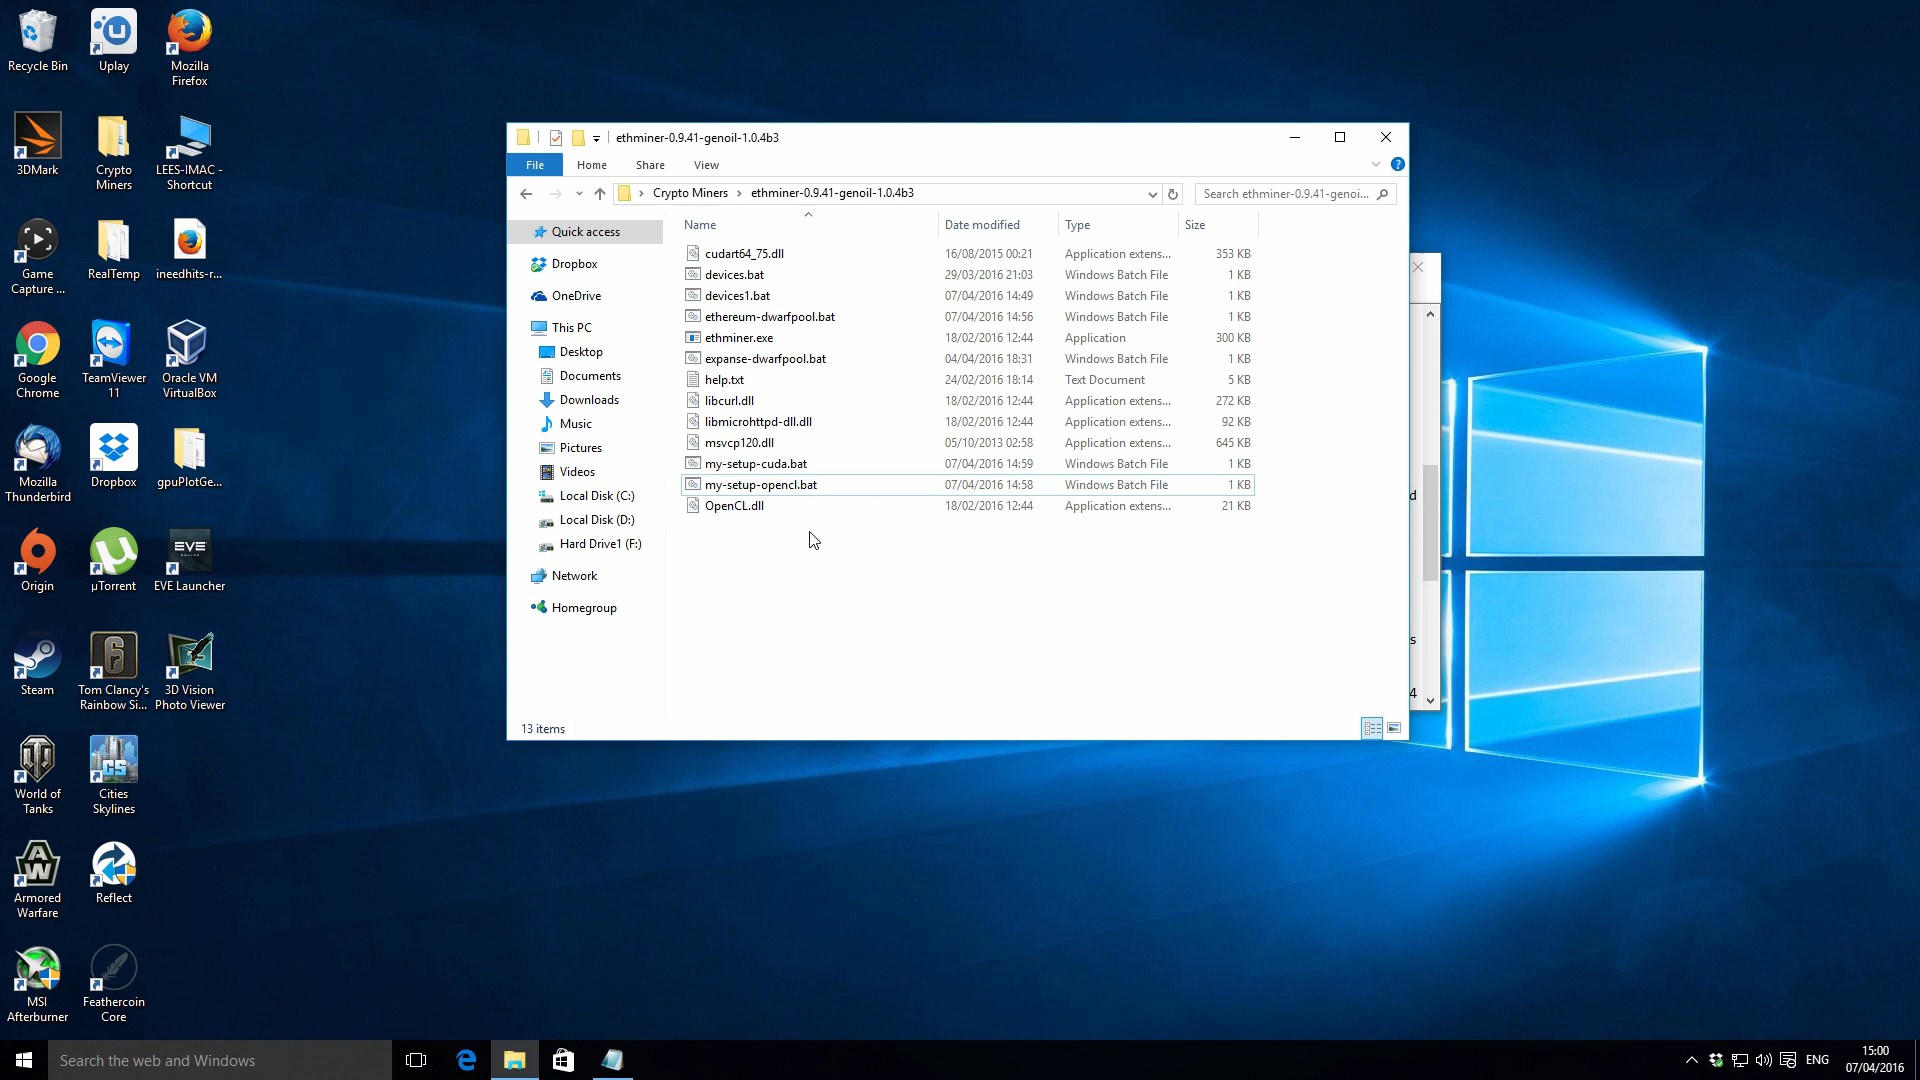 Recycle Bin
Uplay
Mozilla
Firefox
3DMark
Crypto
Miners
LEES-IMAC -
Shortcut
Game
Capture ...
RealTemp
ineedhits-r...
Google
Chrome
TeamViewer
11
Oracle VM
VirtualBox
Mozilla
Thunderbird
Dropbox
gpuPlotGe...
Origin
µTorrent
EVE
EVE Launcher
Steam
6
Tom Clancy's
Rainbow Si...
3D Vision
Photo Viewer
World of
Tanks
CS
Cities
Skylines
AW
Armored
Warfare
Reflect
MSI
Afterburner
Feathercoin
Core
ethminer-0.9.41-genoil-1.0.4b3
File Home Share View
Crypto Miners ethminer-0.9.41-genoil-1.0.4b3
Search ethminer-0.9.41-genoi...
Quick access
Dropbox
OneDrive
This PC
Desktop
Documents
Downloads
Music
Pictures
Videos
Local Disk (C:)
Local Disk (D:)
Hard Drive1 (F:)
Network
Homegroup
Name Date modified Type Size
cudart64_75.dll 16/08/2015 00:21 Application extens... 353 KB
devices.bat 29/03/2016 21:03 Windows Batch File 1 KB
devices1.bat 07/04/2016 14:49 Windows Batch File 1 KB
ethereum-dwarfpool.bat 07/04/2016 14:56 Windows Batch File 1 KB
ethminer.exe 18/02/2016 12:44 Application 300 KB
expanse-dwarfpool.bat 04/04/2016 18:31 Windows Batch File 1 KB
help.txt 24/02/2016 18:14 Text Document 5 KB
libcurl.dll 18/02/2016 12:44 Application extens... 272 KB
libmicrohttpd-dll.dll 18/02/2016 12:44 Application extens... 92 KB
msvcp120.dll 05/10/2013 02:58 Application extens... 645 KB
my-setup-cuda.bat 07/04/2016 14:59 Windows Batch File 1 KB
my-setup-opencl.bat 07/04/2016 14:58 Windows Batch File 1 KB
OpenCL.dll 18/02/2016 12:44 Application extens... 21 KB
13 items
d
s
4
Search the web and Windows
ENG
15:00
07/04/2016